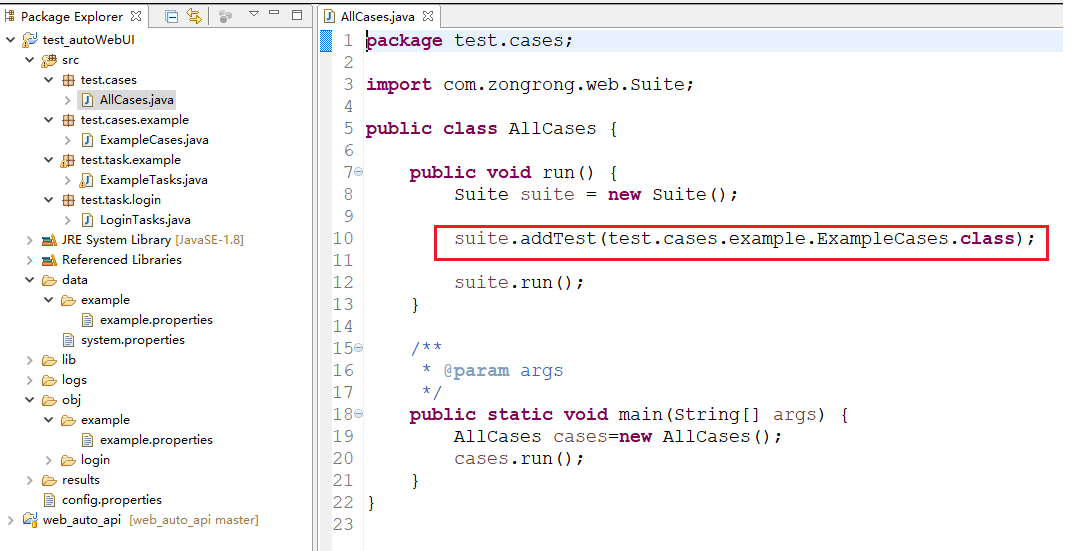 Package Explorer
test_autoWebUI
src
test.cases
AllCases.java
test.cases.example
ExampleCases.java
test.task.example
ExampleTasks.java
test.task.login
LoginTasks.java
JRE System Library [JavaSE-1.8]
Referenced Libraries
data
example
example.properties
system.properties
lib
logs
obj
example
example.properties
login
results
config.properties
web_auto_api [web_auto_api master]
AllCases.java
1 package test.cases;
2
3 import com.zongrong.web.Suite;
4
5 public class AllCases {
6
7 public void run() {
8 Suite suite = new Suite();
9
10 suite.addTest(test.cases.example.ExampleCases.class);
11
12 suite.run();
13 }
14
15 /**
16 * @param args
17 */
18 public static void main(String[] args) {
19 AllCases cases=new AllCases();
20 cases.run();
21 }
22 }
23